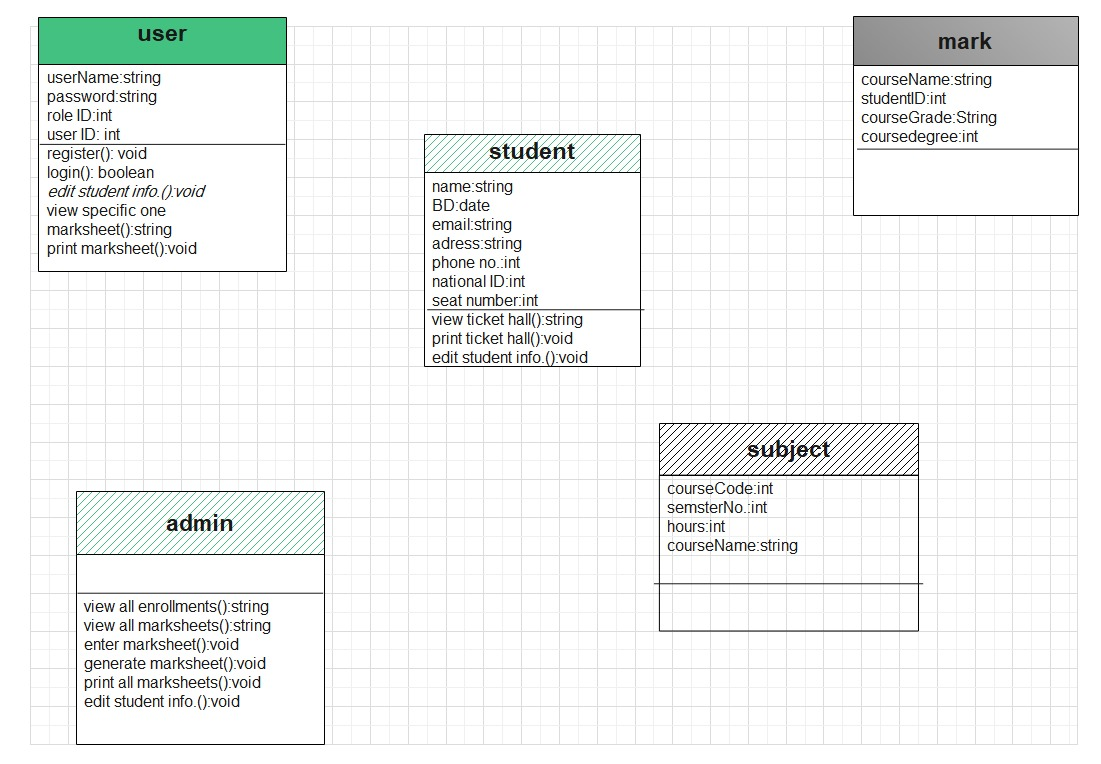 user
userName:string
password:string
role ID:int
user ID: int
register(): void
login(): boolean
edit student info.():void
view specific one
marksheet():string
print marksheet():void
mark
courseName:string
studentID:int
courseGrade:String
coursedegree:int
student
name:string
BD:date
email:string
adress:string
phone no.:int
national ID:int
seat number:int
view ticket hall():string
print ticket hall():void
edit student info.():void
subject
courseCode:int
semsterNo.:int
hours:int
courseName:string
admin
view all enrollments():string
view all marksheets():string
enter marksheet():void
generate marksheet():void
print all marksheets():void
edit student info.():void